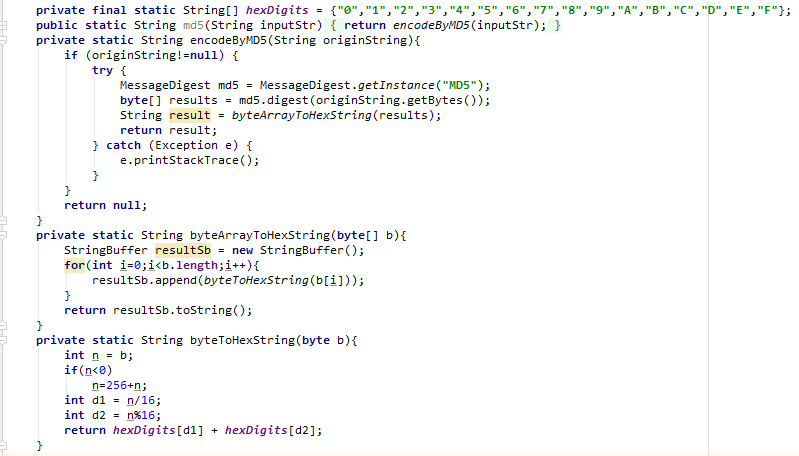 private final static String[] hexDigits = {"0","1","2","3","4","5","6","7","8","9","A","B","C","D","E","F"};
public static String md5(String inputStr) { return encodeByMD5(inputStr); }
private static String encodeByMD5(String originString){
if (originString!=null) {
try {
MessageDigest md5 = MessageDigest.getInstance("MD5");
byte[] results = md5.digest(originString.getBytes());
String result = byteArrayToHexString(results);
return result;
} catch (Exception e) {
e.printStackTrace();
}
}
return null;
}
private static String byteArrayToHexString(byte[] b){
StringBuffer resultSb = new StringBuffer();
for(int i=0;i<b.length;i++){
resultSb.append(byteToHexString(b[i]));
}
return resultSb.toString();
}
private static String byteToHexString(byte b){
int n = b;
if(n<0)
n=256+n;
int d1 = n/16;
int d2 = n%16;
return hexDigits[d1] + hexDigits[d2];
}